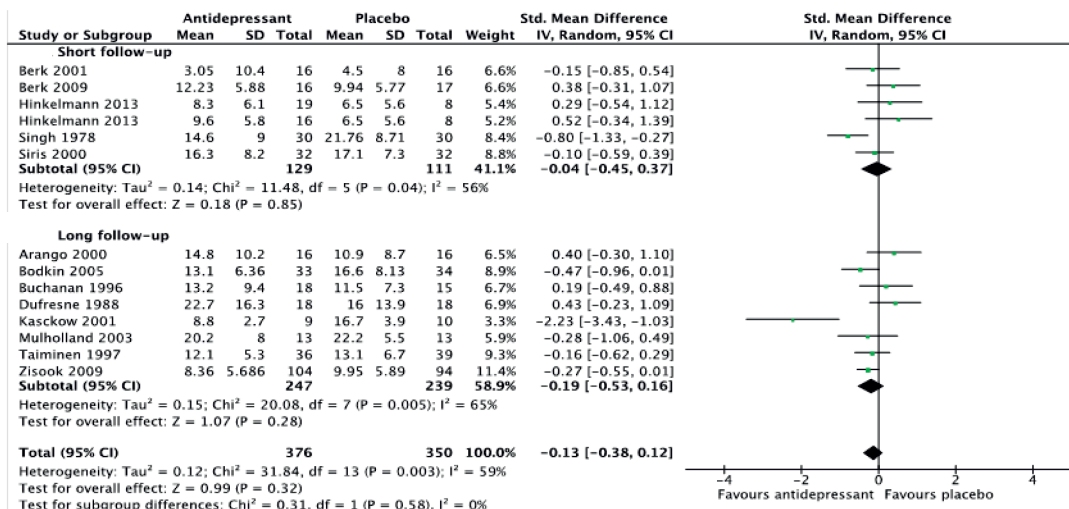 Antidepressant Placebo Std. Mean Difference Std. Mean Difference
Study or Subgroup Mean SD Total Mean SD Total Weight IV, Random, 95% CI IV, Random, 95% CI
Short follow-up
Berk 2001 3.05 10.4 16 4.5 8 16 6.6% -0.15 [-0.85, 0.54]
Berk 2009 12.23 5.88 16 9.94 5.77 17 6.6% 0.38 [-0.31, 1.07]
Hinkelmann 2013 8.3 6.1 19 6.5 5.6 8 5.4% 0.29 [-0.54, 1.12]
Hinkelmann 2013 9.6 5.8 16 6.5 5.6 8 5.2% 0.52 [-0.34, 1.39]
Singh 1978 14.6 9 30 21.76 8.71 30 8.4% -0.80 [-1.33, -0.27]
Siris 2000 16.3 8.2 32 17.1 7.3 32 8.8% -0.10 [-0.59, 0.39]
Subtotal (95% CI) 129 111 41.1% -0.04 [-0.45, 0.37]
Heterogeneity: Tau² = 0.14; Chi² = 11.48, df = 5 (P = 0.04); I² = 56%
Test for overall effect: Z = 0.18 (P = 0.85)
Long follow-up
Arango 2000 14.8 10.2 16 10.9 8.7 16 6.5% 0.40 [-0.30, 1.10]
Bodkin 2005 13.1 6.36 33 16.6 8.13 34 8.9% -0.47 [-0.96, 0.01]
Buchanan 1996 13.2 9.4 18 11.5 7.3 15 6.7% 0.19 [-0.49, 0.88]
Dufresne 1988 22.7 16.3 18 16 13.9 18 6.9% 0.43 [-0.23, 1.09]
Kasckow 2001 8.8 2.7 9 16.7 3.9 10 3.3% -2.23 [-3.43, -1.03]
Mulholland 2003 20.2 8 13 22.2 5.5 13 5.9% -0.28 [-1.06, 0.49]
Taiminen 1997 12.1 5.3 36 13.1 6.7 39 9.3% -0.16 [-0.62, 0.29]
Zisook 2009 8.36 5.686 104 9.95 5.89 94 11.4% -0.27 [-0.55, 0.01]
Subtotal (95% CI) 247 239 58.9% -0.19 [-0.53, 0.16]
Heterogeneity: Tau² = 0.15; Chi² = 20.08, df = 7 (P = 0.005); I² = 65%
Test for overall effect: Z = 1.07 (P = 0.28)
Total (95% CI) 376 350 100.0% -0.13 [-0.38, 0.12]
Heterogeneity: Tau² = 0.12; Chi² = 31.84, df = 13 (P = 0.003); I² = 59%
Test for overall effect: Z = 0.99 (P = 0.32)
Test for subgroup differences: Chi² = 0.31, df = 1 (P = 0.58), I² = 0%
-4 -2 0 2 4
Favours antidepressant Favours placebo